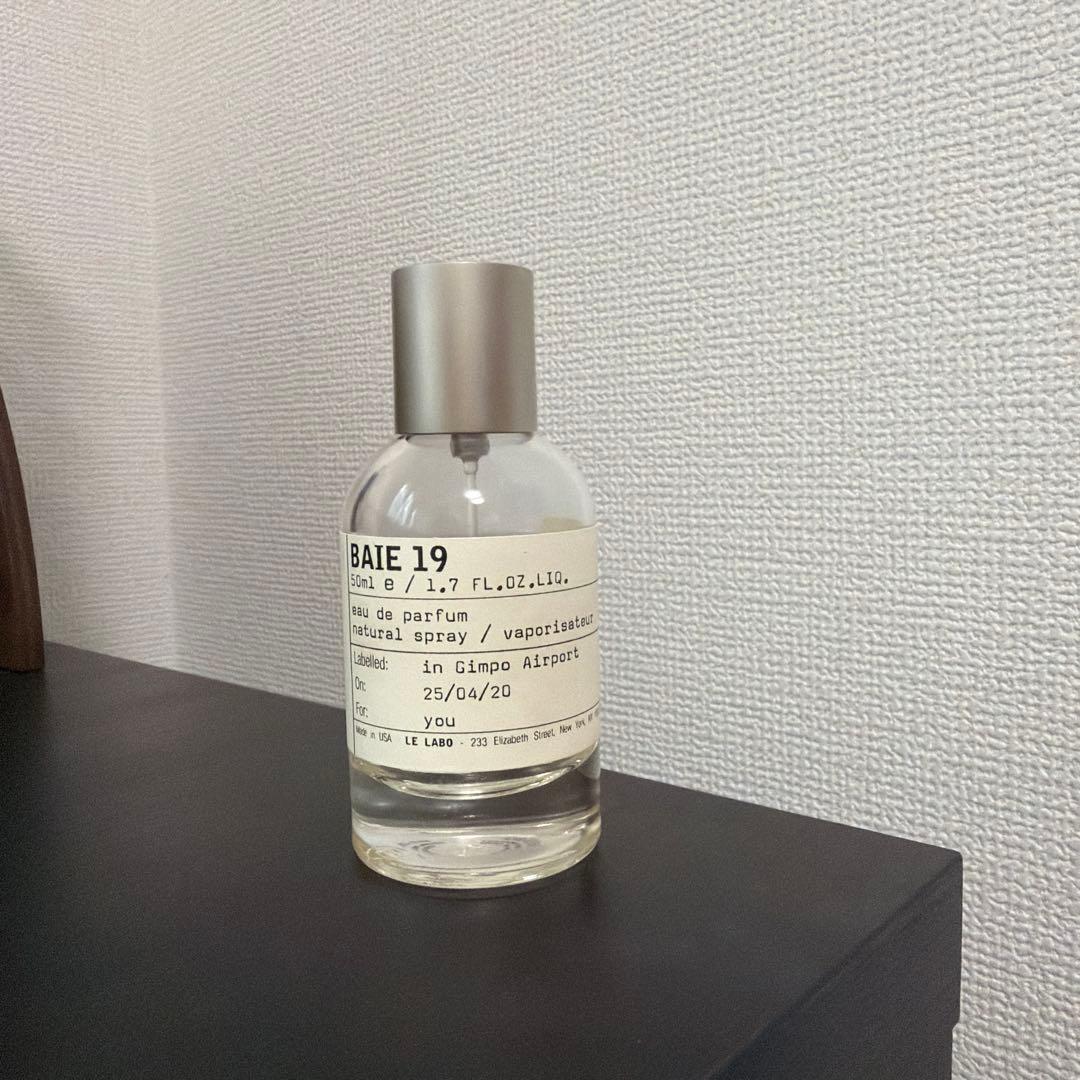 BAIE 19
50ml e / 1.7 FL.OZ.LIQ.
eau de parfum
natural spray / vaporisateur
Labelled: in Gimpo Airport
On: 25/04/20
For: you
Made in USA LE LABO - 233 Elizabeth Street, New York, NY